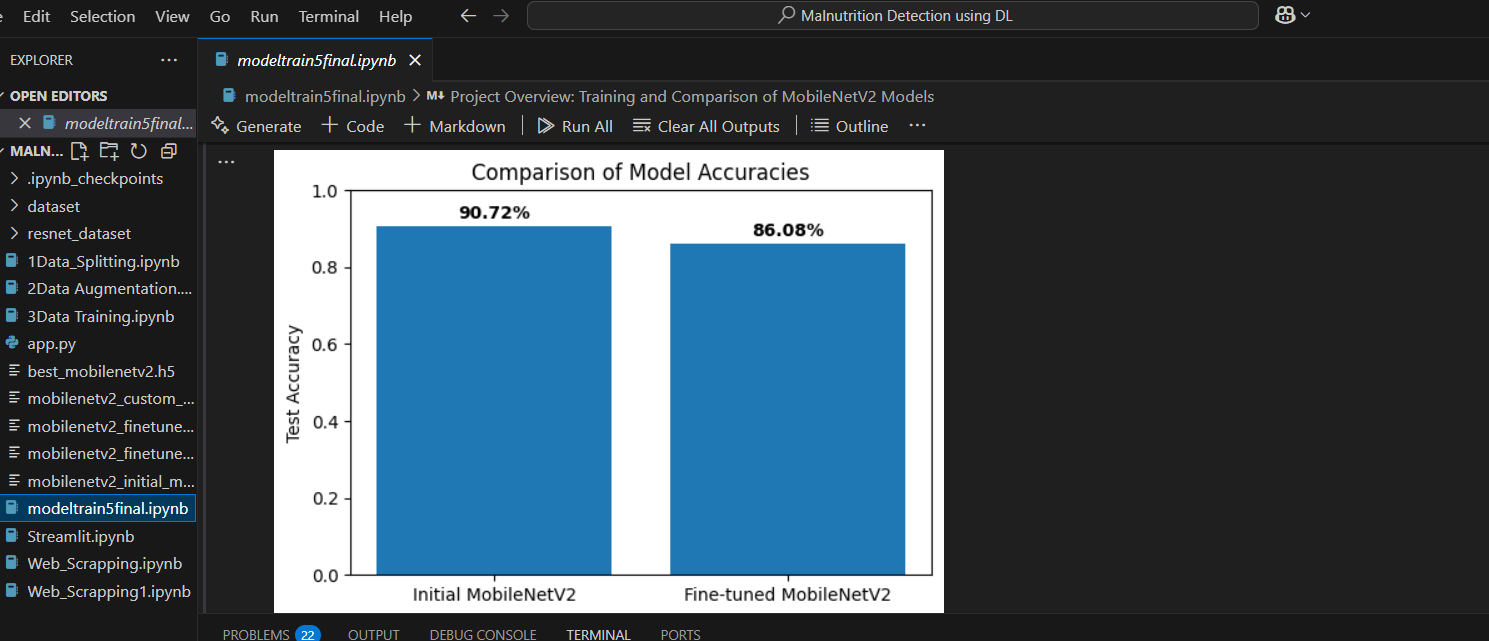 Edit Selection View Go Run Terminal Help
Malnutrition Detection using DL
EXPLORER ...
modeltrain5final.ipynb
OPEN EDITORS
modeltrain5final.ipynb > M↓ Project Overview: Training and Comparison of MobileNetV2 Models
modeltrain5final...
Generate + Code + Markdown | Run All Clear All Outputs | Outline ...
MALN...
.ipynb_checkpoints
dataset
resnet_dataset
1Data_Splitting.ipynb
2Data Augmentation....
3Data Training.ipynb
app.py
best_mobilenetv2.h5
mobilenetv2_custom_...
mobilenetv2_finetune...
mobilenetv2_finetune...
mobilenetv2_initial_m...
modeltrain5final.ipynb
Streamlit.ipynb
Web_Scrapping.ipynb
Web_Scrapping1.ipynb
...
Comparison of Model Accuracies
1.0
90.72%
86.08%
0.8
0.6
Test Accuracy
0.4
0.2
0.0
Initial MobileNetV2 Fine-tuned MobileNetV2
PROBLEMS 22 OUTPUT DEBUG CONSOLE TERMINAL PORTS